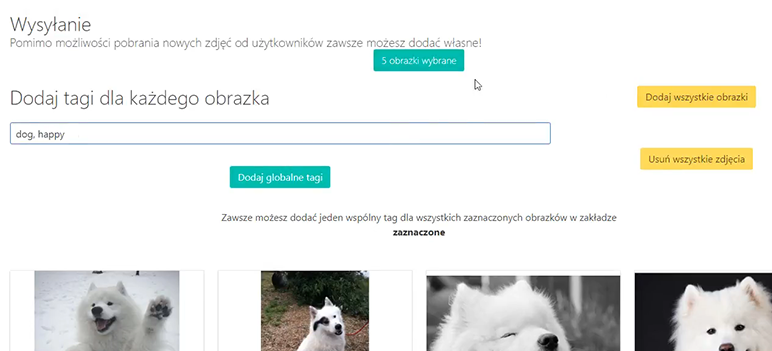 Wysyłanie
Pomimo możliwości pobrania nowych zdjęć od użytkowników zawsze możesz dodać własne!
5 obrazki wybrane
Dodaj tagi dla każdego obrazka
Dodaj wszystkie obrazki
dog, happy
Usuń wszystkie zdjęcia
Dodaj globalne tagi
Zawsze możesz dodać jeden wspólny tag dla wszystkich zaznaczonych obrazków w zakładze
zaznaczone